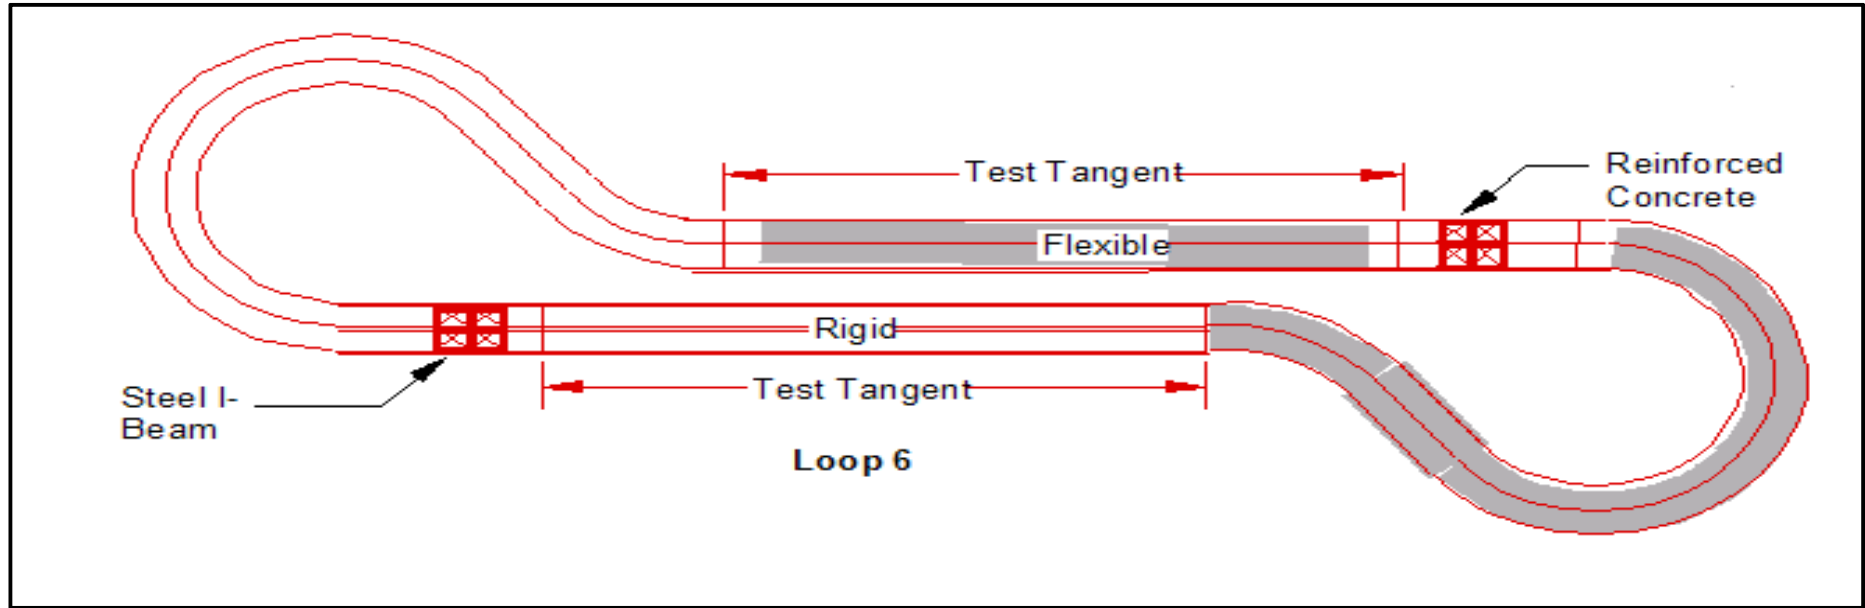 Test Tangent
Reinforced
Concrete
Flexible
Rigid
Steel I-
Beam
Test Tangent
Loop 6